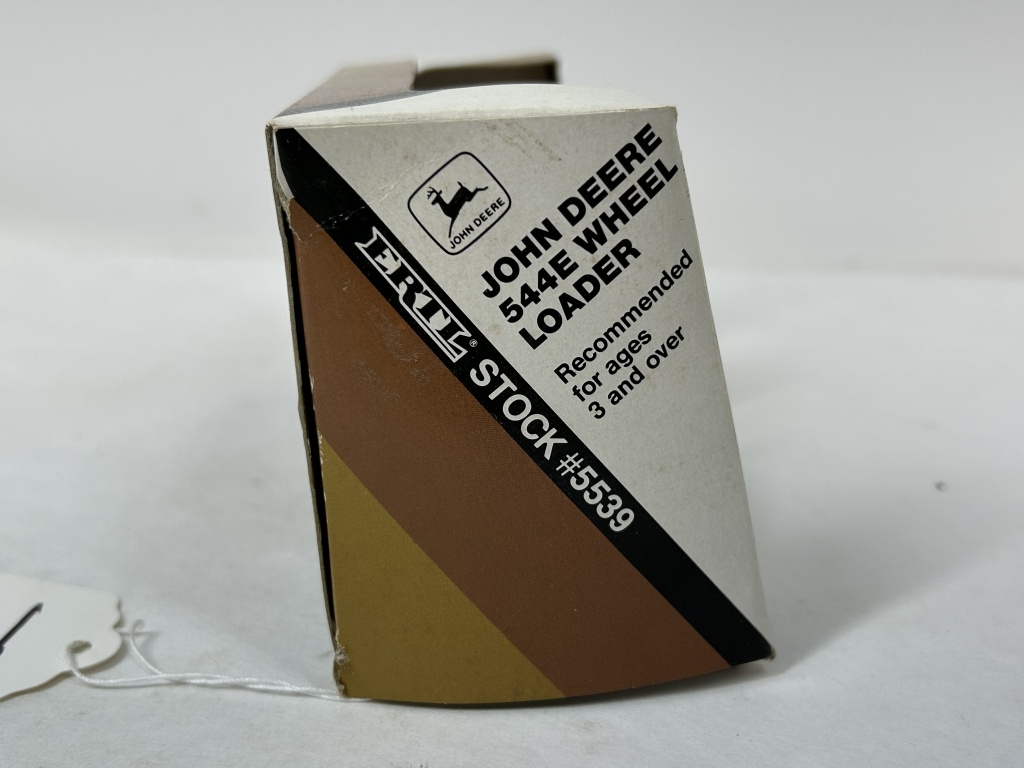 JOHN DEERE
JOHN DEERE
544E WHEEL
LOADER
Recommended
for ages
3 and over
ERTL® STOCK #5539